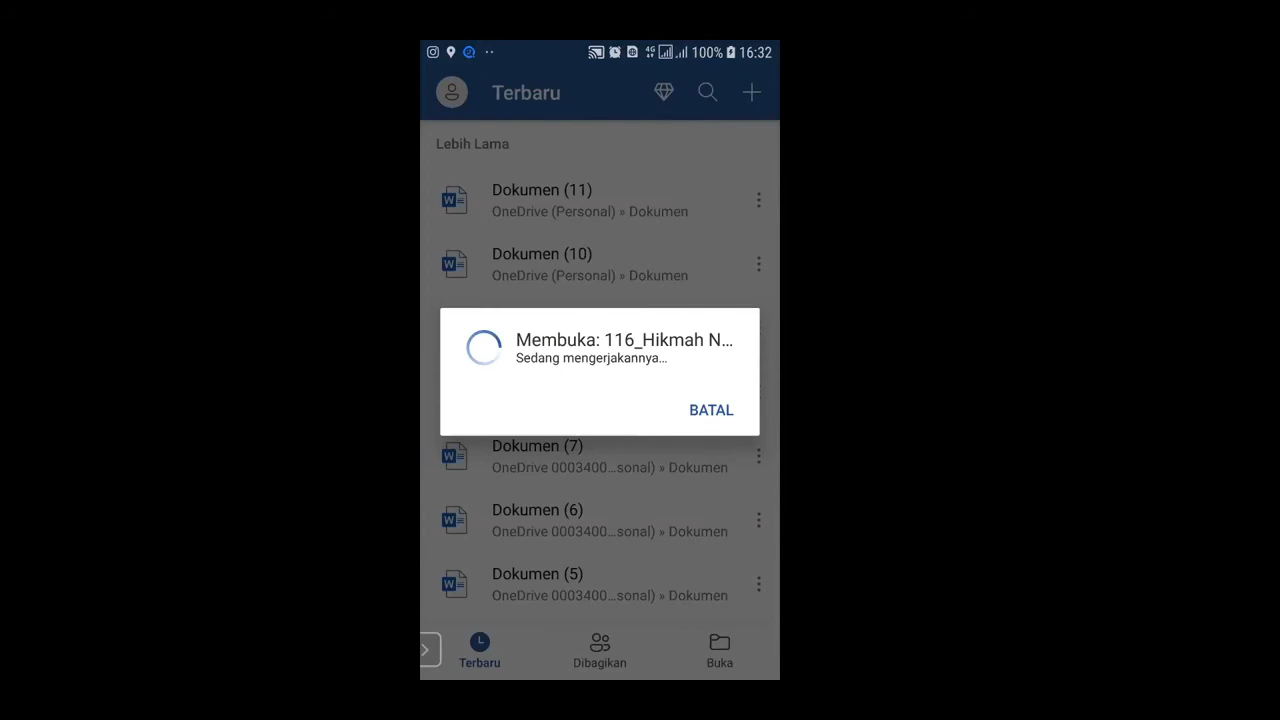 100% 16:32
Terbaru
Lebih Lama
Dokumen (11)
OneDrive (Personal) » Dokumen
Dokumen (10)
OneDrive (Personal) » Dokumen
Membuka: 116_Hikmah N...
Sedang mengerjakannya...
BATAL
Dokumen (7)
OneDrive 0003400...sonal) » Dokumen
Dokumen (6)
OneDrive 0003400...sonal) » Dokumen
Dokumen (5)
OneDrive 0003400...sonal) » Dokumen
Terbaru Dibagikan Buka